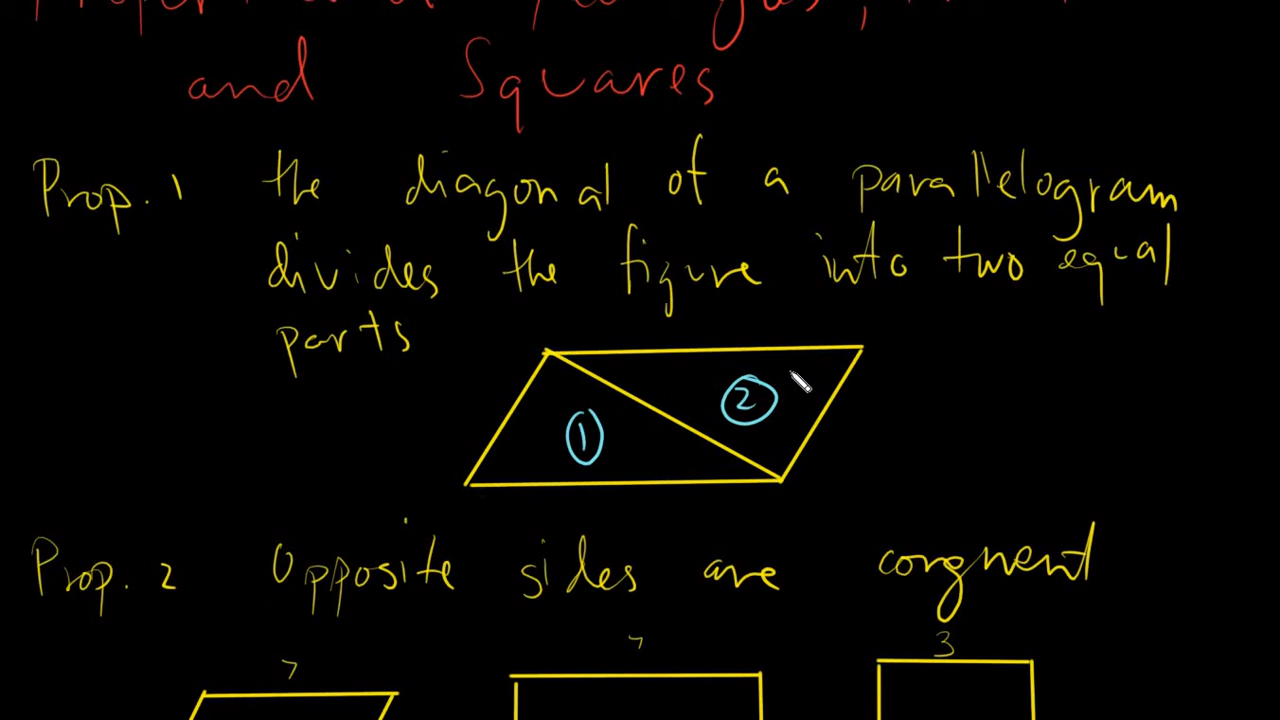 and Squares
Prop. 1 the diagonal of a parallelogram
divides the figure into two equal
parts
2
1
Prop. 2 Opposite sides are congruent
7 7 3